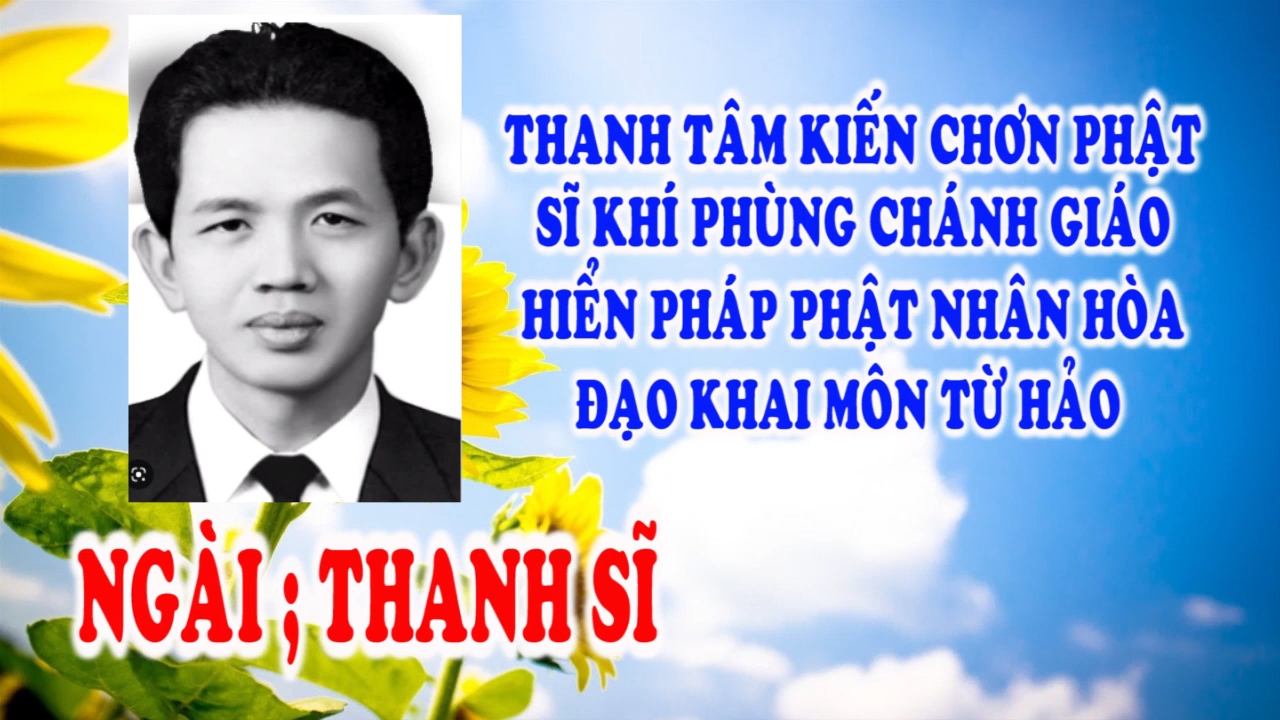 THANH TÂM KIẾN CHƠN PHẬT
SĨ KHÍ PHÙNG CHÁNH GIÁO
HIỂN PHÁP PHẬT NHÂN HÒA
ĐẠO KHAI MÔN TỪ HẢO
NGÀI ; THANH SĨ